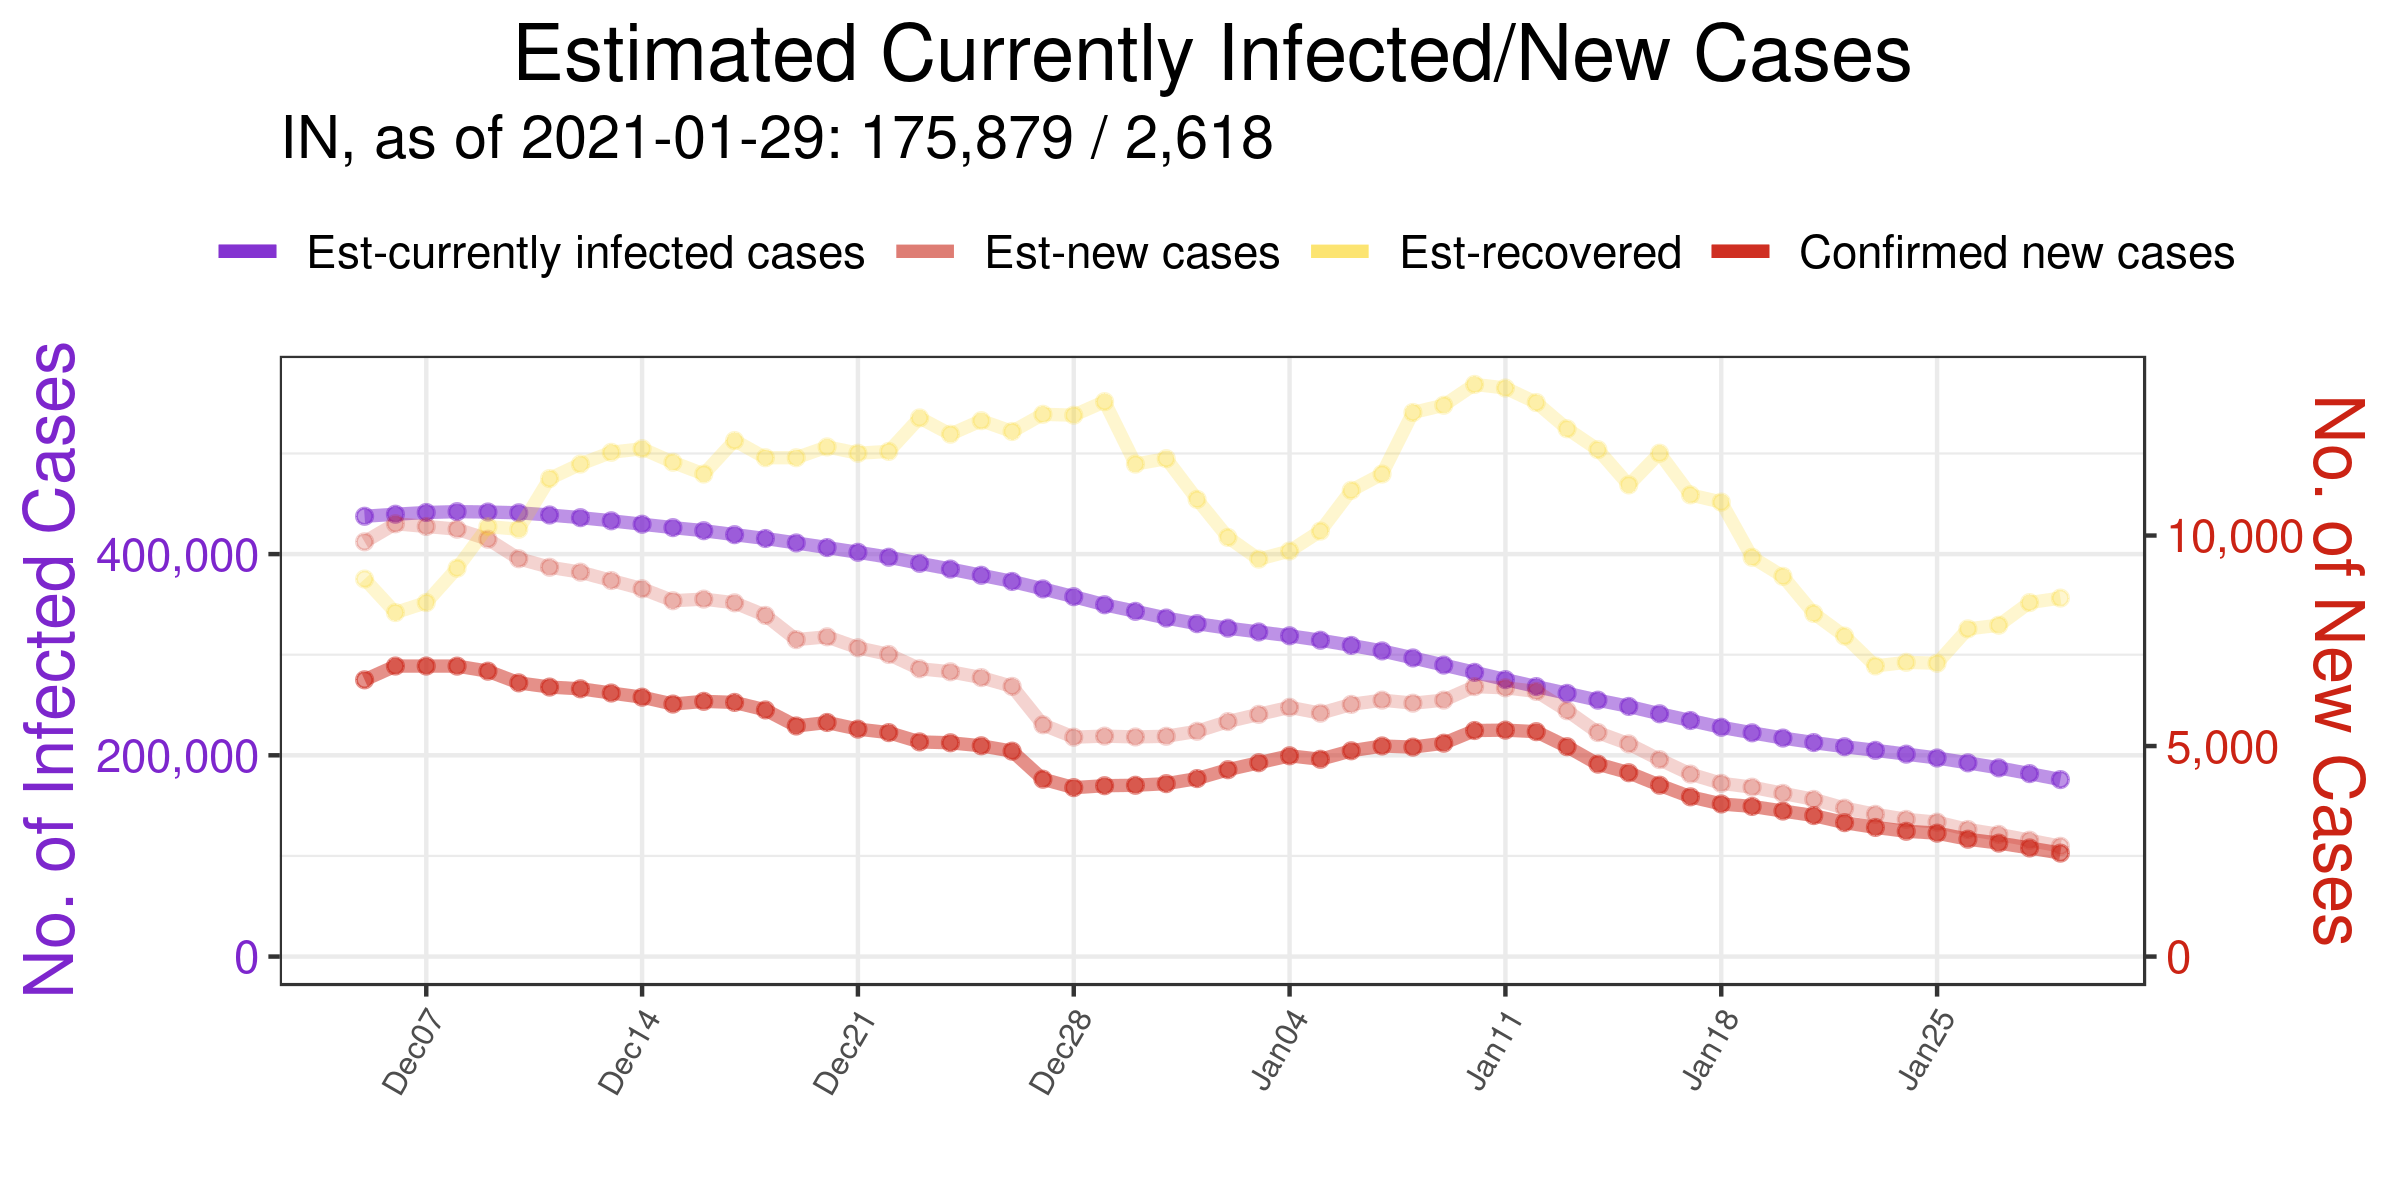 Estimated Currently Infected/New Cases
IN, as of 2021-01-29: 175,879 / 2,618
Est-currently infected cases Est-new cases Est-recovered Confirmed new cases
No. of Infected Cases
400,000
200,000
0
10,000
5,000
0
No. of New Cases
Dec07 Dec14 Dec21 Dec28 Jan04 Jan11 Jan18 Jan25